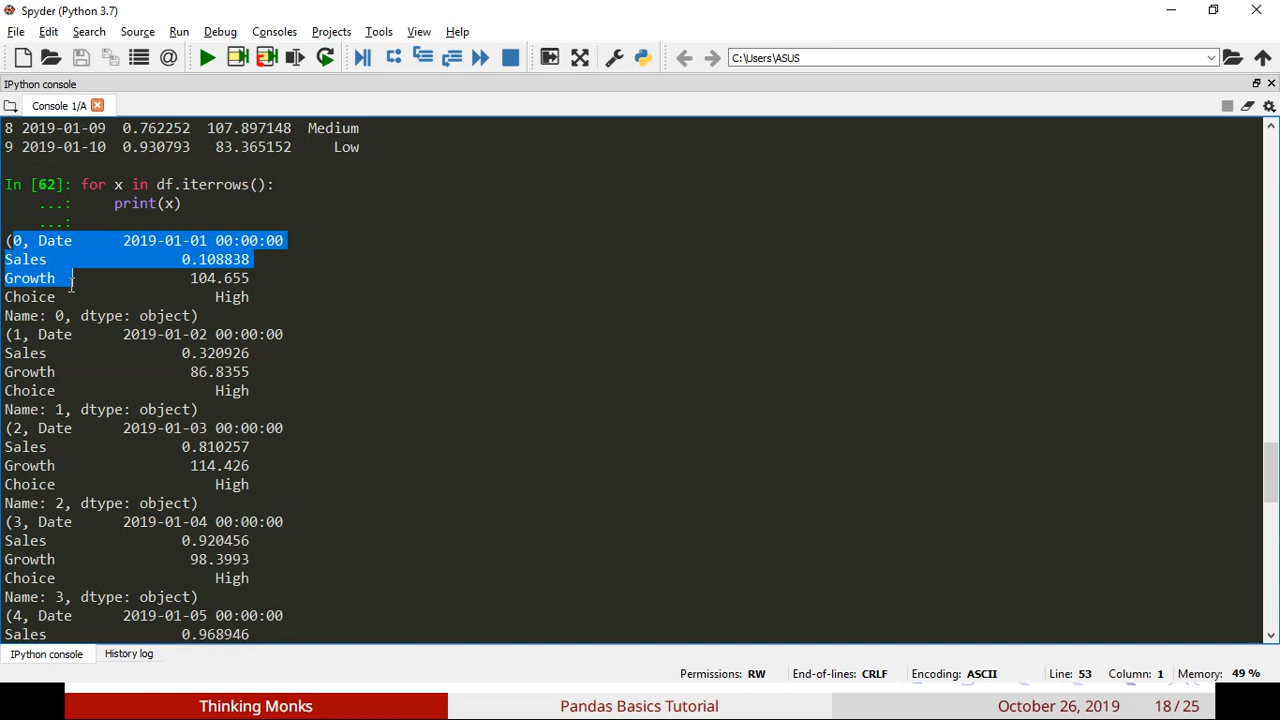 Spyder (Python 3.7)
File Edit Search Source Run Debug Consoles Projects Tools View Help
C:\Users\ASUS
IPython console
Console 1/A
8 2019-01-09  0.762252  107.897148  Medium
9 2019-01-10  0.930793   83.365152     Low
In [62]: for x in df.iterrows():
    ...:     print(x)
    ...:
(0, Date      2019-01-01 00:00:00
Sales                0.108838
Growth                104.655
Choice                   High
Name: 0, dtype: object)
(1, Date      2019-01-02 00:00:00
Sales                0.320926
Growth                86.8355
Choice                   High
Name: 1, dtype: object)
(2, Date      2019-01-03 00:00:00
Sales                0.810257
Growth                114.426
Choice                   High
Name: 2, dtype: object)
(3, Date      2019-01-04 00:00:00
Sales                0.920456
Growth                98.3993
Choice                   High
Name: 3, dtype: object)
(4, Date      2019-01-05 00:00:00
Sales                0.968946
IPython console History log
Permissions: RW End-of-lines: CRLF Encoding: ASCII Line: 53 Column: 1 Memory: 49 %
Thinking Monks Pandas Basics Tutorial October 26, 2019 18 / 25